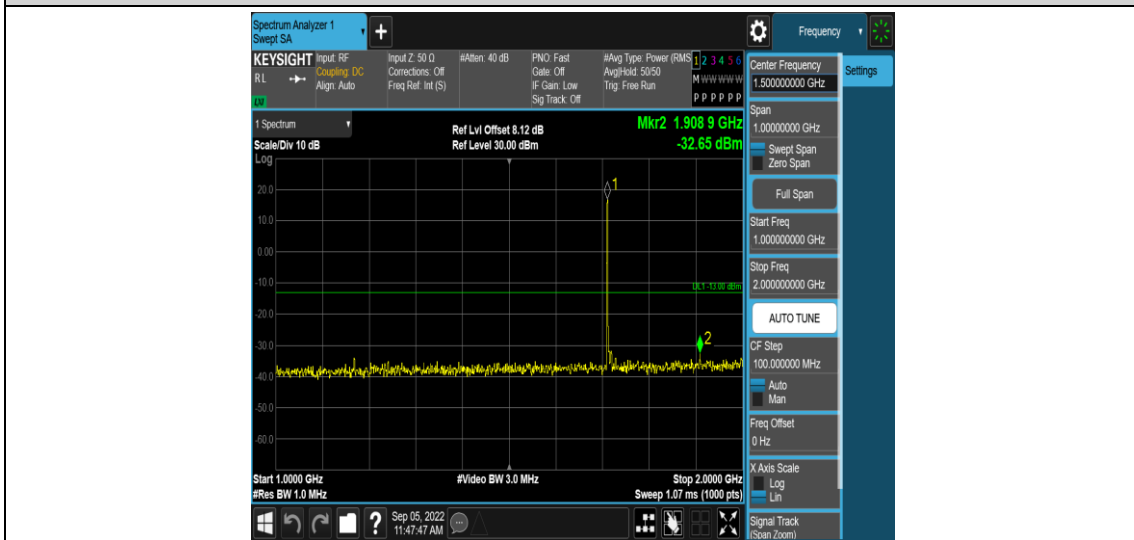 Spectrum Analyzer 1
Swept SA
+
Frequency
KEYSIGHT
RL
LXI
Input: RF
Coupling: DC
Align: Auto
Input Z: 50 Ω
Corrections: Off
Freq Ref: Int (S)
#Atten: 40 dB
PNO: Fast
Gate: Off
IF Gain: Low
Sig Track: Off
#Avg Type: Power (RMS
Avg|Hold: 50/50
Trig: Free Run
1 2 3 4 5 6
M W W W W W
P P P P P P
1 Spectrum
Scale/Div 10 dB
Log
Ref Lvl Offset 8.12 dB
Ref Level 30.00 dBm
Mkr2 1.908 9 GHz
-32.65 dBm
1
20.0
10.0
0.00
-10.0
DL1 -13.00 dBm
-20.0
-30.0
2
-40.0
-50.0
-60.0
Start 1.0000 GHz
#Res BW 1.0 MHz
#Video BW 3.0 MHz
Stop 2.0000 GHz
Sweep 1.07 ms (1000 pts)
?
Sep 05, 2022
11:47:47 AM
Center Frequency
1.500000000 GHz
Settings
Span
1.00000000 GHz
Swept Span
Zero Span
Full Span
Start Freq
1.000000000 GHz
Stop Freq
2.000000000 GHz
AUTO TUNE
CF Step
100.000000 MHz
Auto
Man
Freq Offset
0 Hz
X Axis Scale
Log
Lin
Signal Track
(Span Zoom)